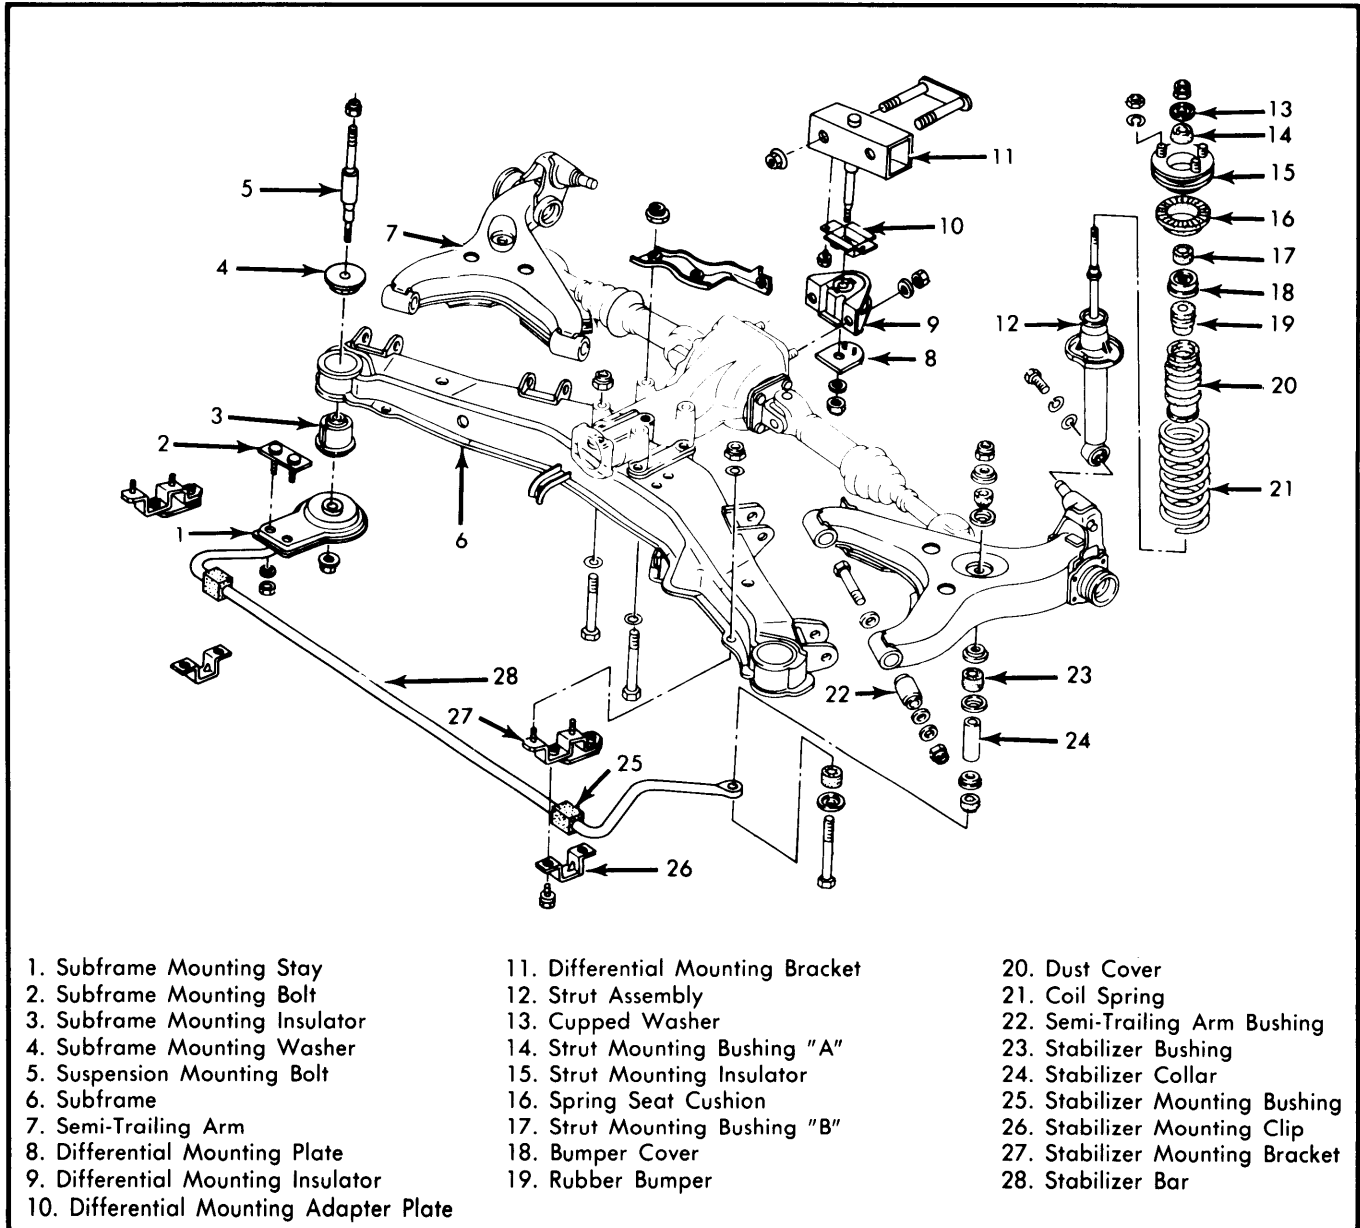 5
4
3
2
1
7
6
11
10
9
8
12
13
14
15
16
17
18
19
20
21
22
23
24
28
27
25
26
1. Subframe Mounting Stay
2. Subframe Mounting Bolt
3. Subframe Mounting Insulator
4. Subframe Mounting Washer
5. Suspension Mounting Bolt
6. Subframe
7. Semi-Trailing Arm
8. Differential Mounting Plate
9. Differential Mounting Insulator
10. Differential Mounting Adapter Plate
11. Differential Mounting Bracket
12. Strut Assembly
13. Cupped Washer
14. Strut Mounting Bushing "A"
15. Strut Mounting Insulator
16. Spring Seat Cushion
17. Strut Mounting Bushing "B"
18. Bumper Cover
19. Rubber Bumper
20. Dust Cover
21. Coil Spring
22. Semi-Trailing Arm Bushing
23. Stabilizer Bushing
24. Stabilizer Collar
25. Stabilizer Mounting Bushing
26. Stabilizer Mounting Clip
27. Stabilizer Mounting Bracket
28. Stabilizer Bar